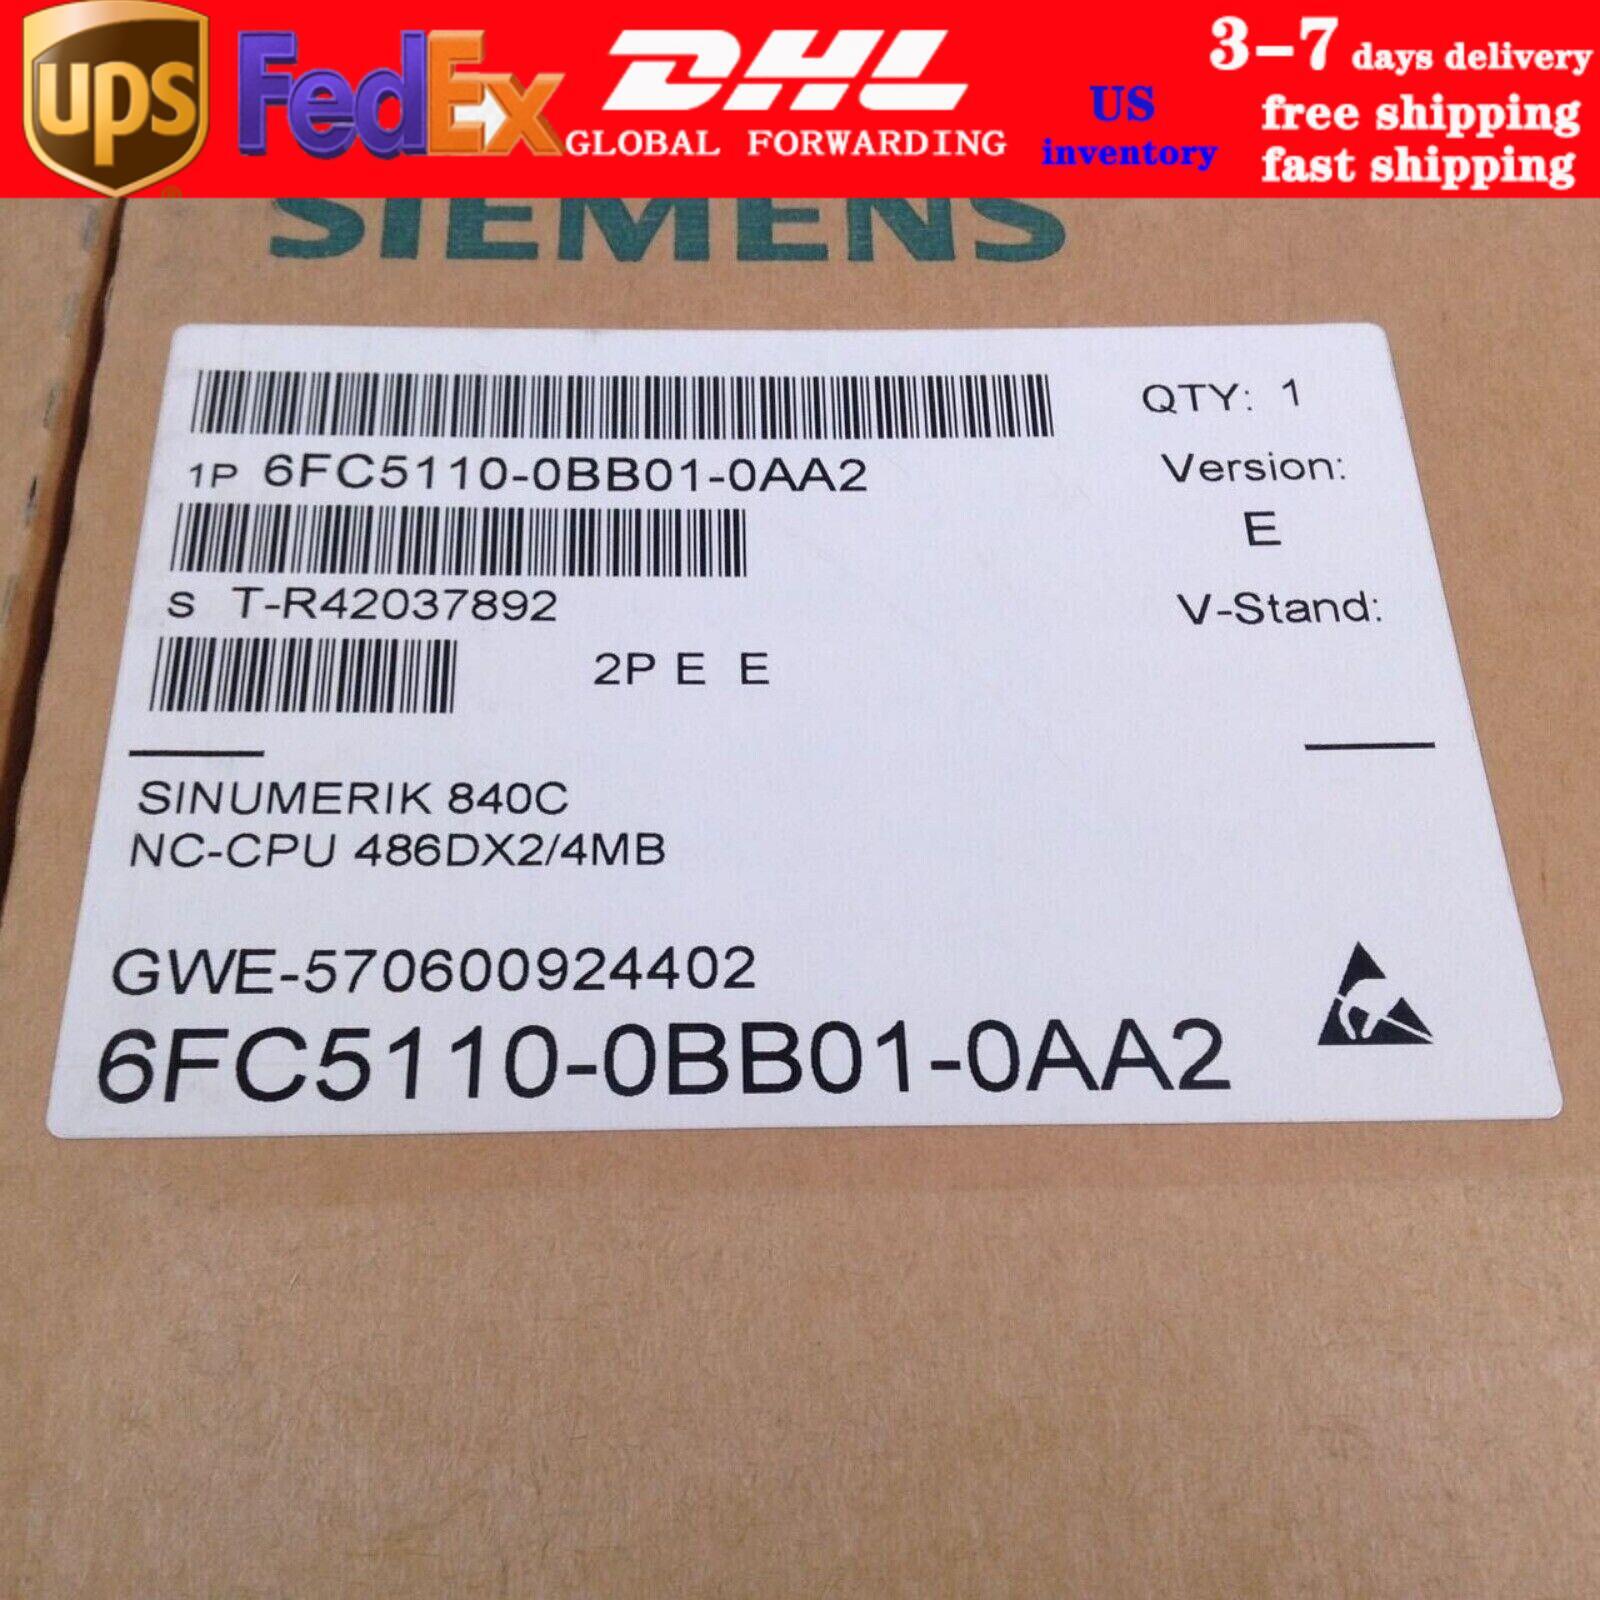 ups
FedEx
DHL
GLOBAL FORWARDING
US
inventory
3-7 days delivery
free shipping
fast shipping
SIEMENS
QTY: 1
1P 6FC5110-0BB01-0AA2
Version:
E
S T-R42037892
V-Stand:
2P E E
SINUMERIK 840C
NC-CPU 486DX2/4MB
GWE-570600924402
6FC5110-0BB01-0AA2